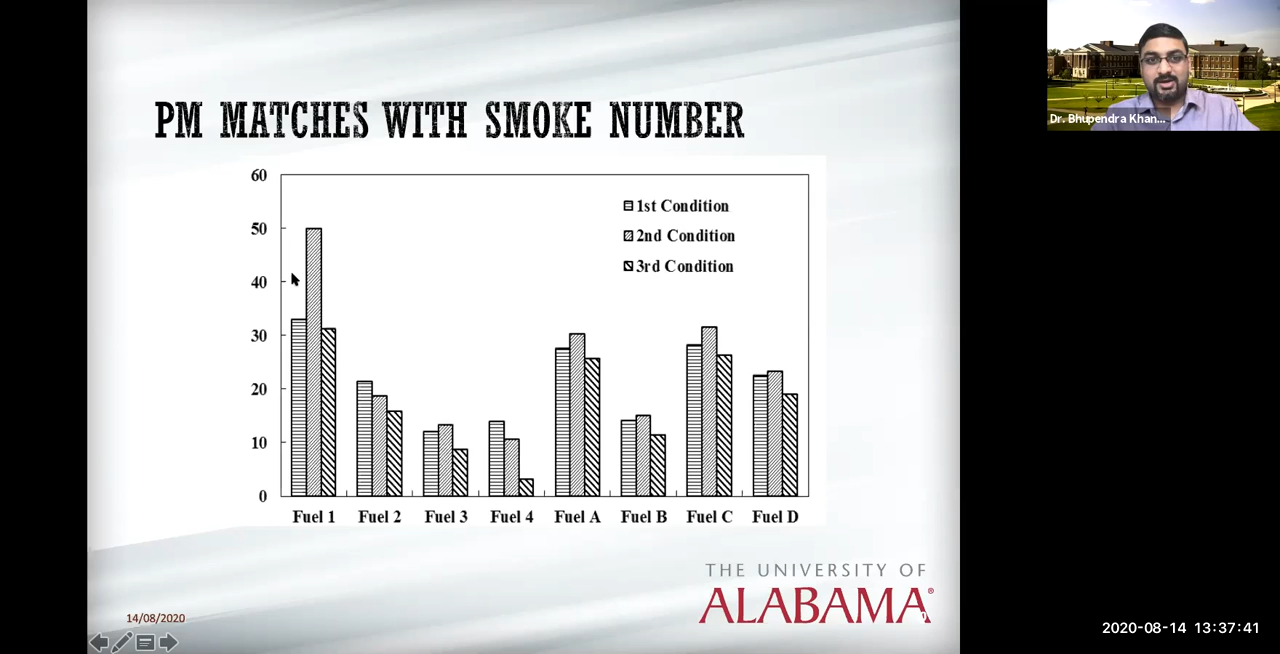 PM MATCHES WITH SMOKE NUMBER
60
50
40
30
20
10
0
1st Condition
2nd Condition
3rd Condition
Fuel 1 Fuel 2 Fuel 3 Fuel 4 Fuel A Fuel B Fuel C Fuel D
THE UNIVERSITY OF
ALABAMA®
14/08/2020
Dr. Bhupendra Khan...
2020-08-14 13:37:41